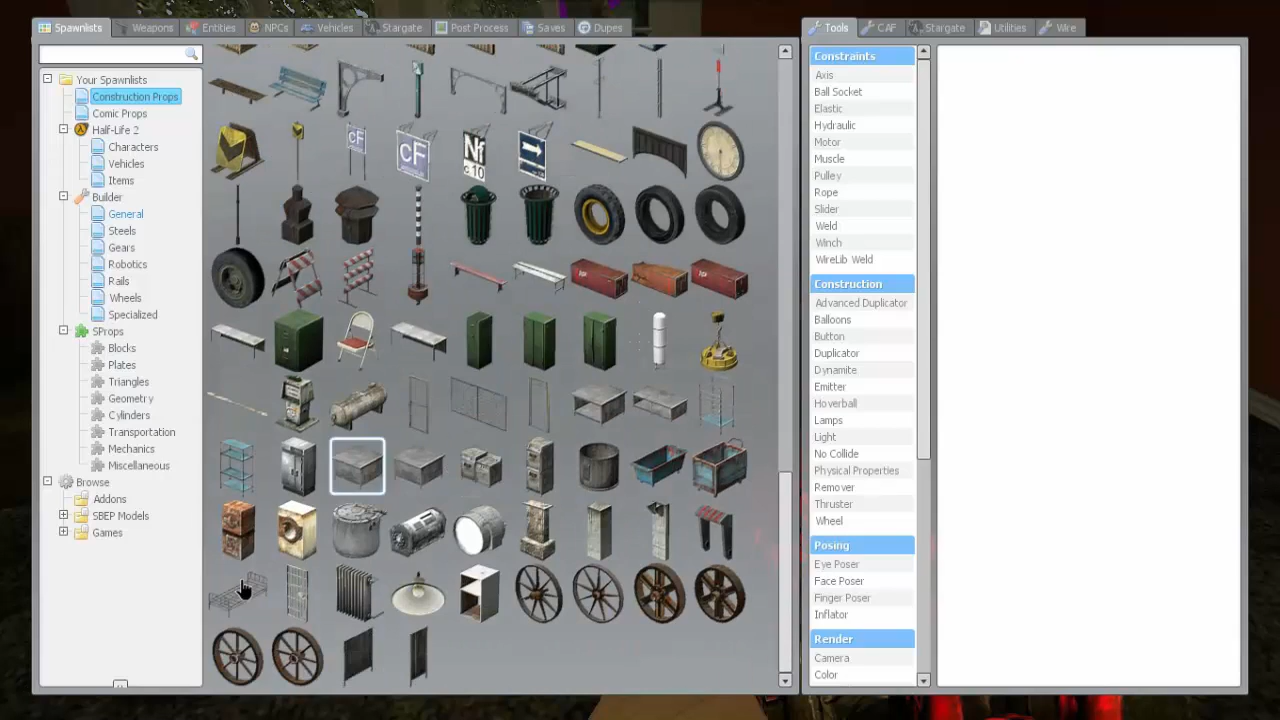 Spawnlists Weapons Entities NPCs Vehicles Stargate Post Process Saves Dupes
Tools CAF Stargate Utilities Wire
Your Spawnlists
Construction Props
Comic Props
Half-Life 2
Characters
Vehicles
Items
Builder
General
Steels
Gears
Robotics
Rails
Wheels
Specialized
SProps
Blocks
Plates
Triangles
Geometry
Cylinders
Transportation
Mechanics
Miscellaneous
Browse
Addons
SBEP Models
Games
cF
cF
Nf
Constraints
Axis
Ball Socket
Elastic
Hydraulic
Motor
Muscle
Pulley
Rope
Slider
Weld
Winch
WireLib Weld
Construction
Advanced Duplicator
Balloons
Button
Duplicator
Dynamite
Emitter
Hoverball
Lamps
Light
No Collide
Physical Properties
Remover
Thruster
Wheel
Posing
Eye Poser
Face Poser
Finger Poser
Inflator
Render
Camera
Color